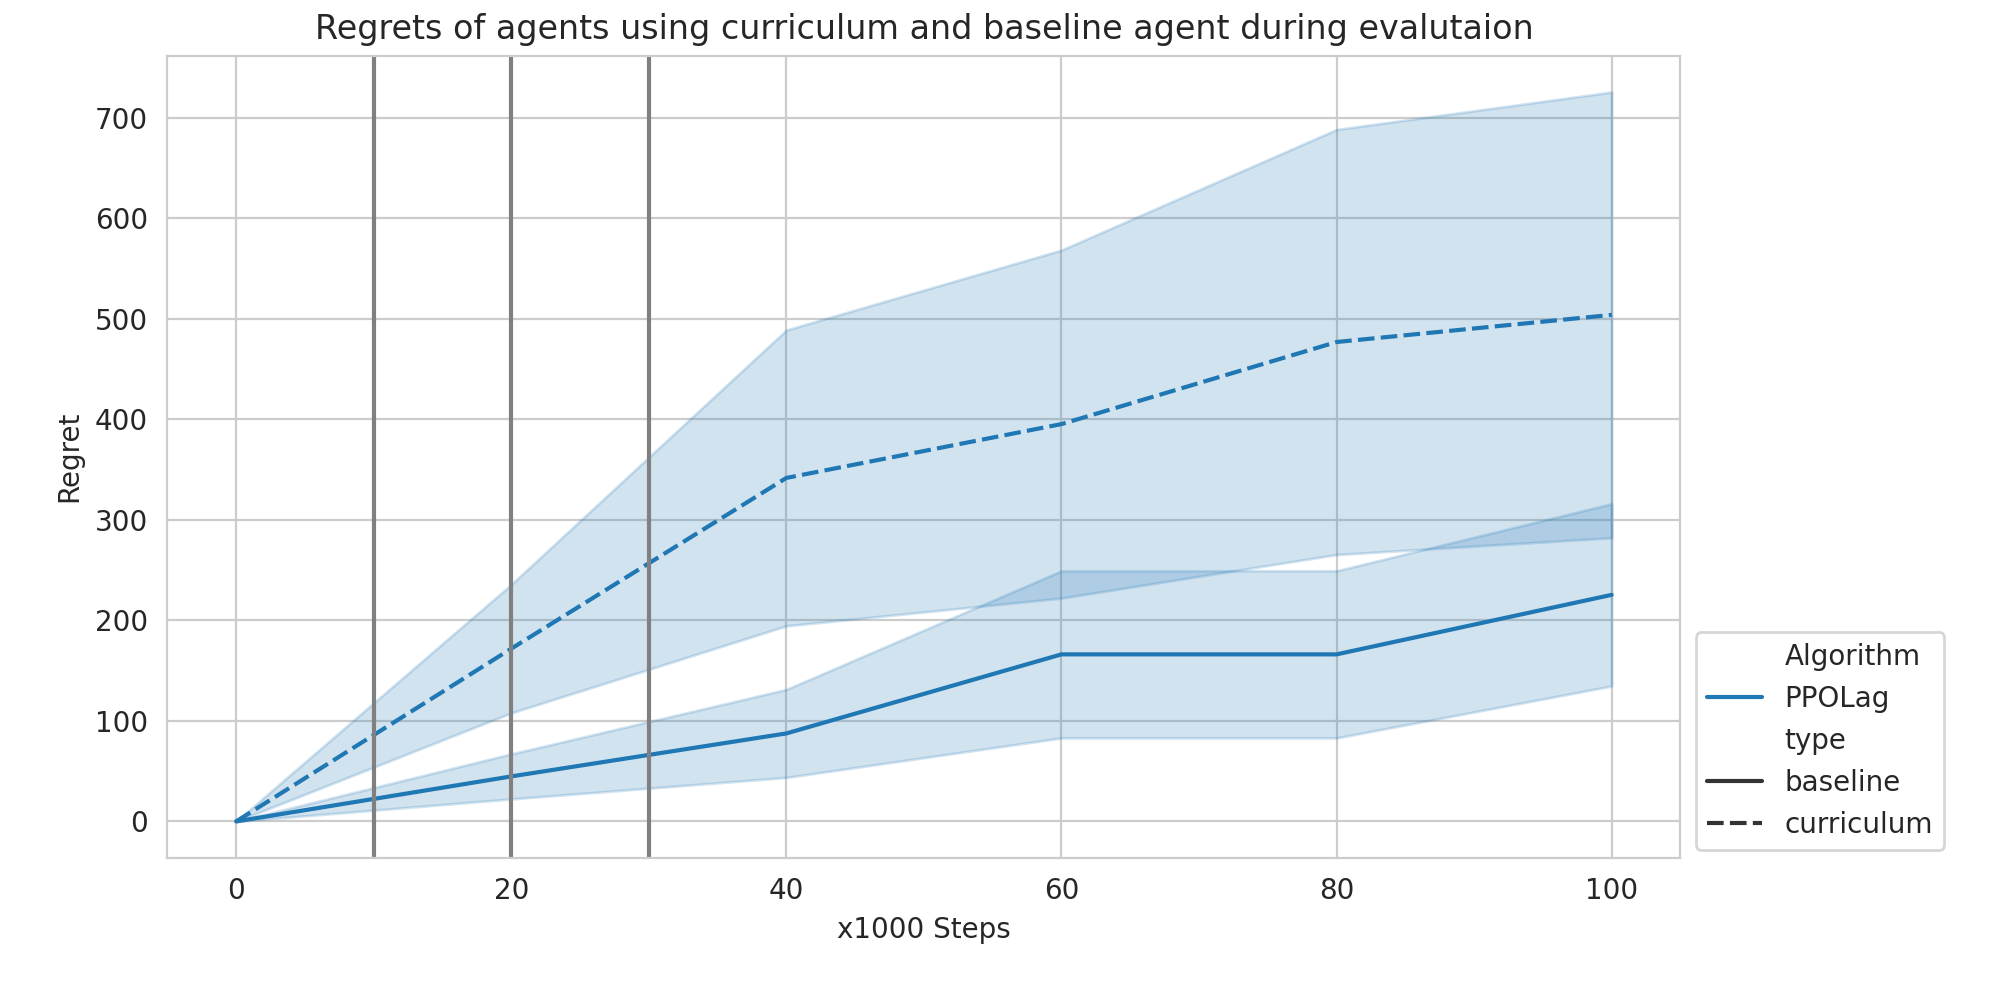 Regrets of agents using curriculum and baseline agent during evalutaion
700
600
500
400
300
200
100
0
Regret
0 20 40 60 80 100
x1000 Steps
Algorithm
PPOLag
type
baseline
curriculum